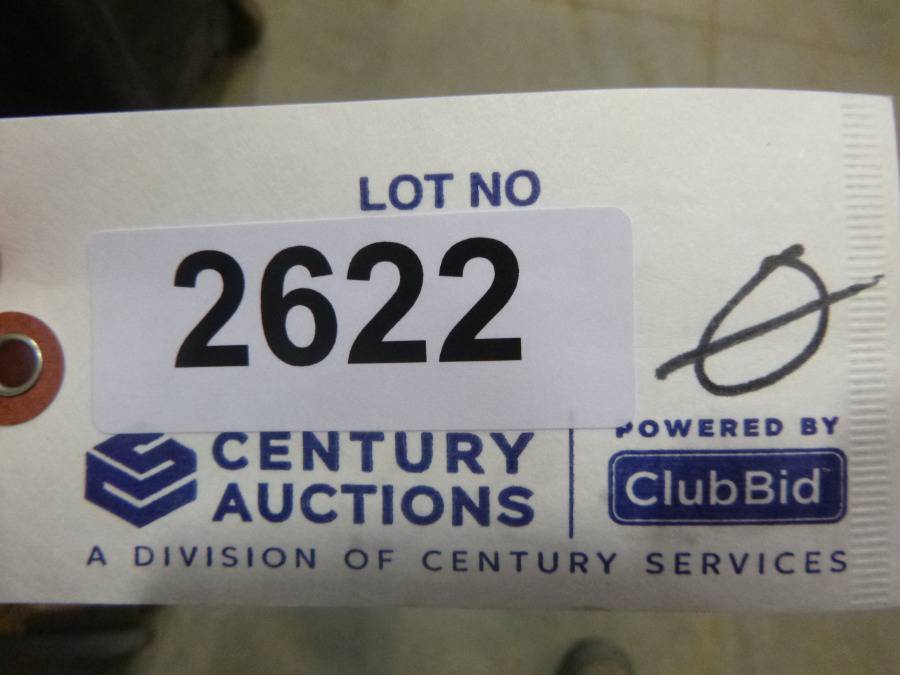 LOT NO
2622
Ø
CENTURY
AUCTIONS
POWERED BY
ClubBid
A DIVISION OF CENTURY SERVICES